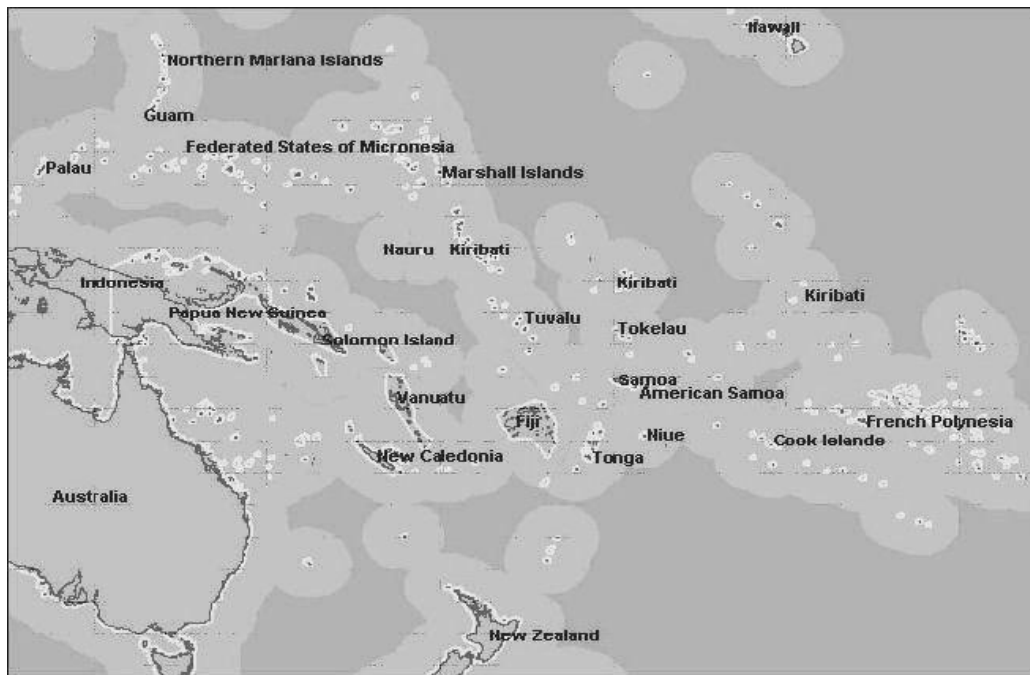 Hawaii
Northern Mariana Islands
Guam
Federated States of Micronesia
Palau
Marshall Islands
Nauru
Kiribati
Indonesia
Kiribati
Kiribati
Papua New Guinea
Tuvalu
Tokelau
Solomon Island
Samoa
American Samoa
Vanuatu
Fiji
French Polynesia
Niue
Cook Islands
New Caledonia
Tonga
Australia
New Zealand